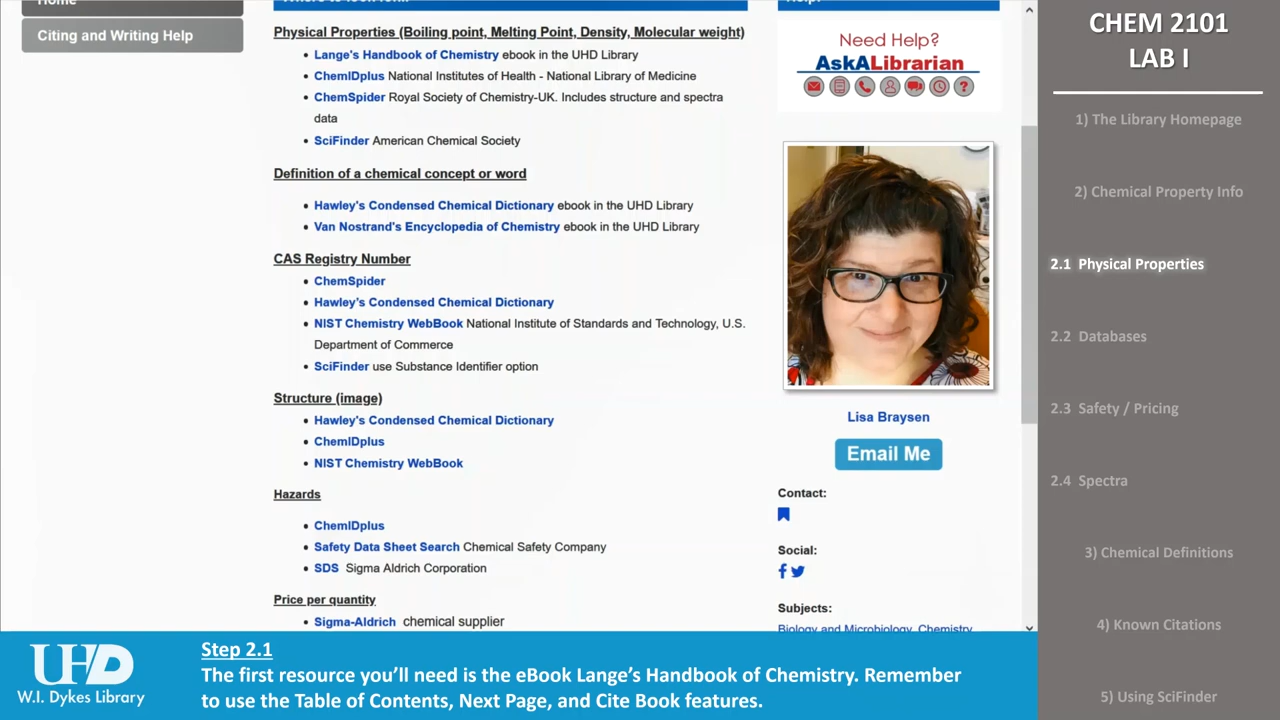 Citing and Writing Help
Physical Properties (Boiling point, Melting Point, Density, Molecular weight)
Lange's Handbook of Chemistry ebook in the UHD Library
ChemIDplus National Institutes of Health - National Library of Medicine
ChemSpider Royal Society of Chemistry-UK. Includes structure and spectra
data
SciFinder American Chemical Society
Definition of a chemical concept or word
Hawley's Condensed Chemical Dictionary ebook in the UHD Library
Van Nostrand's Encyclopedia of Chemistry ebook in the UHD Library
CAS Registry Number
ChemSpider
Hawley's Condensed Chemical Dictionary
NIST Chemistry WebBook National Institute of Standards and Technology, U.S.
Department of Commerce
SciFinder use Substance Identifier option
Structure (image)
Hawley's Condensed Chemical Dictionary
ChemIDplus
NIST Chemistry WebBook
Hazards
ChemIDplus
Safety Data Sheet Search Chemical Safety Company
SDS Sigma Aldrich Corporation
Price per quantity
Sigma-Aldrich chemical supplier
Need Help?
AskALibrarian
Lisa Braysen
Email Me
Contact:
Social:
Subjects:
Biology and Microbiology, Chemistry
CHEM 2101
LAB I
1) The Library Homepage
2) Chemical Property Info
2.1 Physical Properties
2.2 Databases
2.3 Safety / Pricing
2.4 Spectra
3) Chemical Definitions
4) Known Citations
5) Using SciFinder
UHD
W.I. Dykes Library
Step 2.1
The first resource you'll need is the eBook Lange's Handbook of Chemistry. Remember
to use the Table of Contents, Next Page, and Cite Book features.